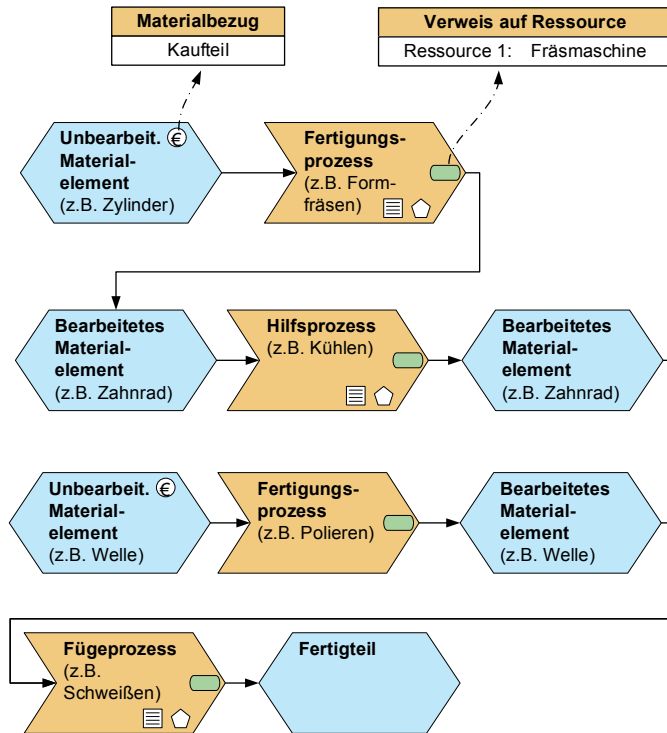 Materialbezug
Kaufteil
Verweis auf Ressource
Ressource 1: Fräsmaschine
Unbearbeit. €
Material-
element
(z.B. Zylinder)
Fertigungs-
prozess
(z.B. Form-
fräsen)
Bearbeitetes
Material-
element
(z.B. Zahnrad)
Hilfsprozess
(z.B. Kühlen)
Bearbeitetes
Material-
element
(z.B. Zahnrad)
Unbearbeit. €
Material-
element
(z.B. Welle)
Fertigungs-
prozess
(z.B. Polieren)
Bearbeitetes
Material-
element
(z.B. Welle)
Fügeprozess
(z.B.
Schweißen)
Fertigteil